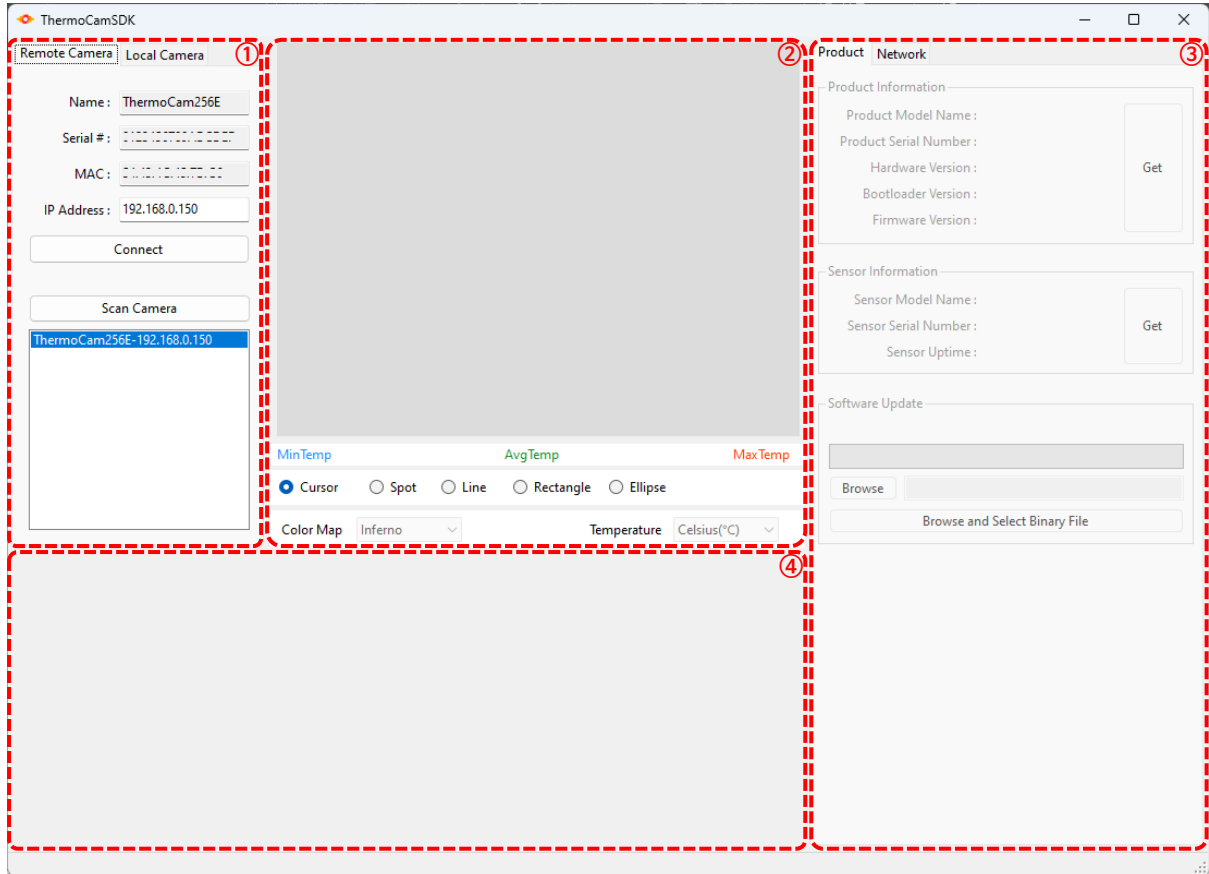 ThermoCamSDK
①
Remote Camera Local Camera
Name : ThermoCam256E
Serial # :
MAC :
IP Address : 192.168.0.150
Connect
Scan Camera
ThermoCam256E-192.168.0.150
②
MinTemp AvgTemp MaxTemp
Cursor Spot Line Rectangle Ellipse
Color Map Inferno Temperature Celsius(°C)
③
Product Network
Product Information
Product Model Name :
Product Serial Number :
Hardware Version :
Bootloader Version :
Firmware Version :
Get
Sensor Information
Sensor Model Name :
Sensor Serial Number :
Sensor Uptime :
Get
Software Update
Browse
Browse and Select Binary File
④